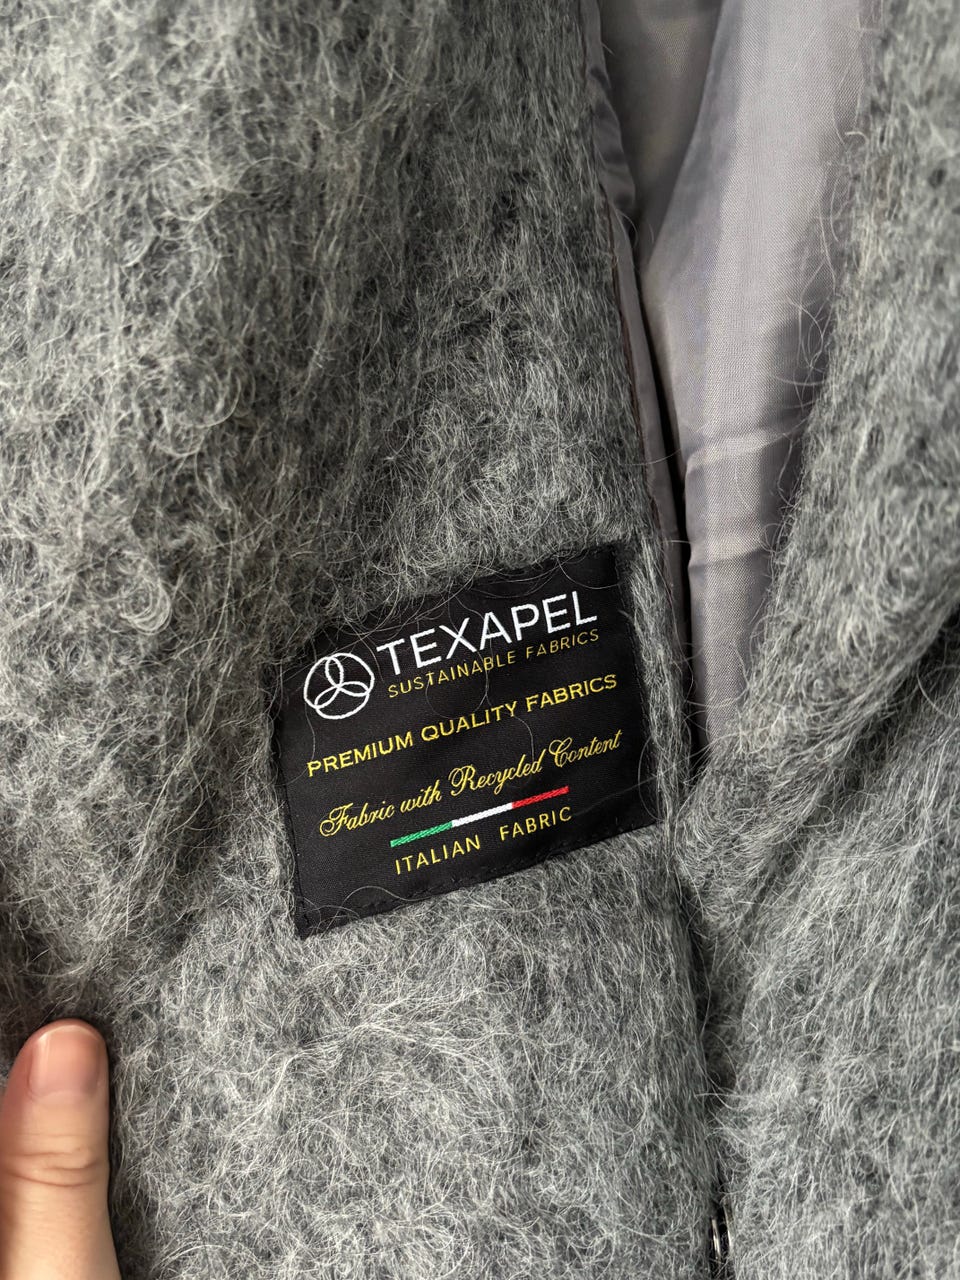 TEXAPEL
SUSTAINABLE FABRICS
PREMIUM QUALITY FABRICS
Fabric with Recycled Content
ITALIAN FABRIC